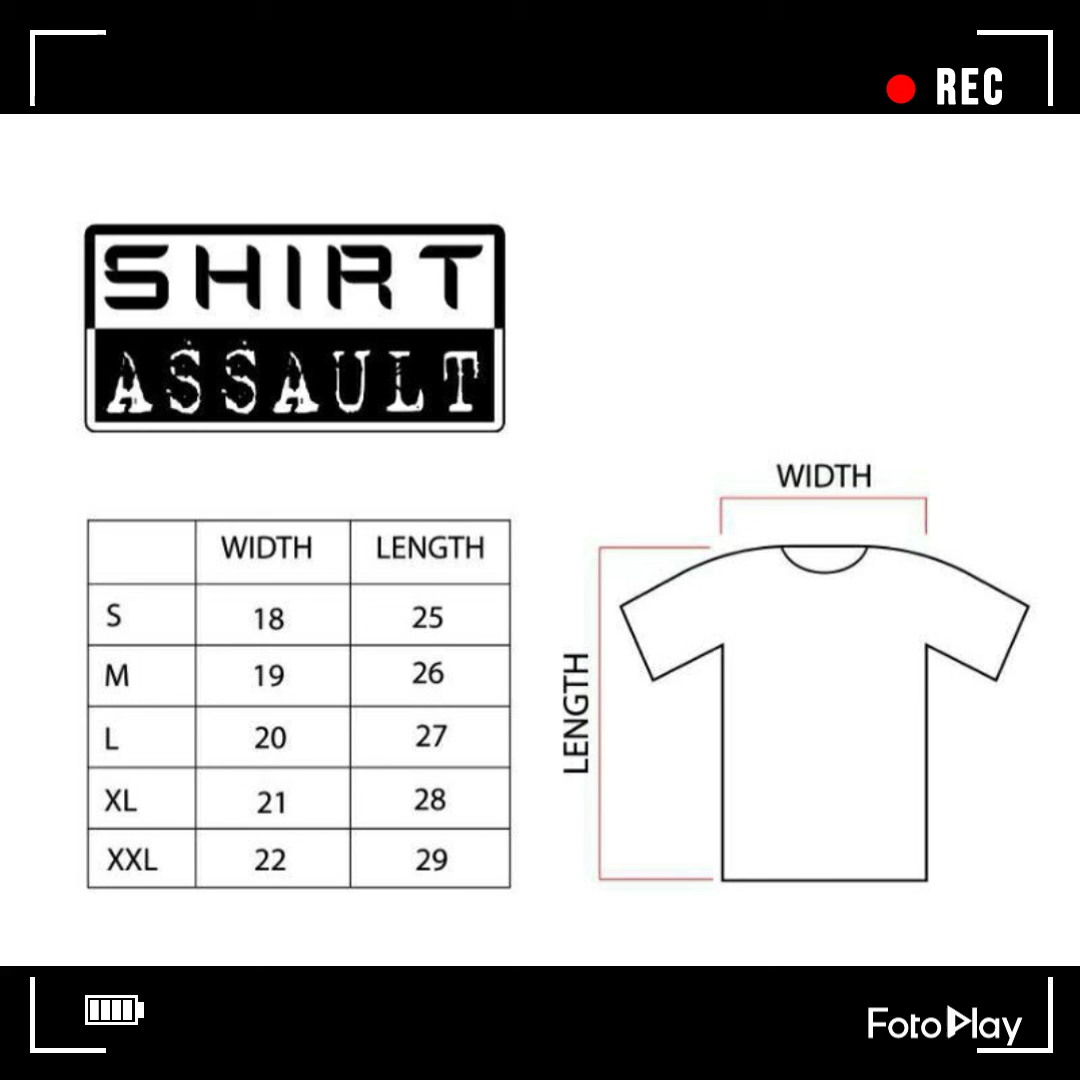 REC
SHIRT
ASSAULT
WIDTH
WIDTH LENGTH
S 18 25
M 19 26
L 20 27
XL 21 28
XXL 22 29
LENGTH
FotoPlay